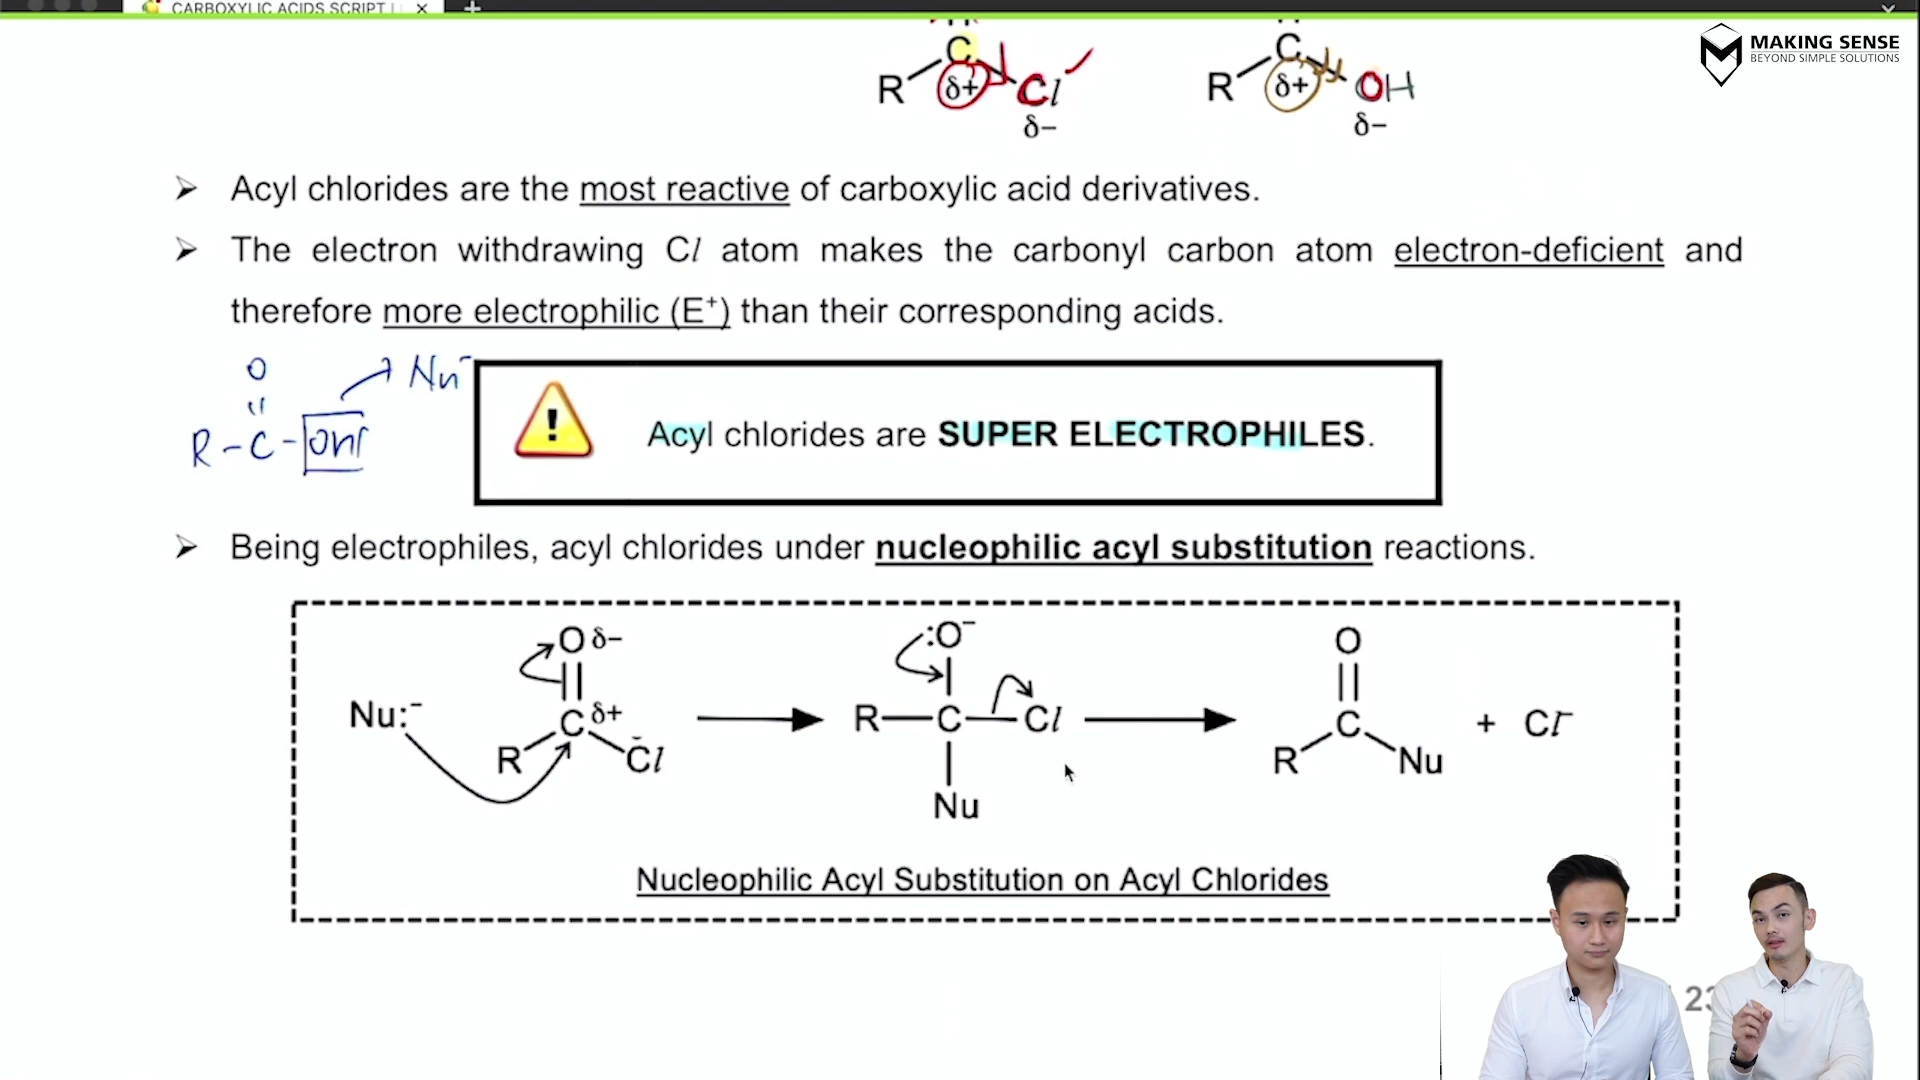 CARBOXYLIC ACIDS SCRIPT
MAKING SENSE
BEYOND SIMPLE SOLUTIONS
C
R δ+ Cl
δ−
C
R δ+ OH
δ−
Acyl chlorides are the most reactive of carboxylic acid derivatives.
The electron withdrawing Cl atom makes the carbonyl carbon atom electron-deficient and
therefore more electrophilic (E⁺) than their corresponding acids.
O
Nu⁻
R-C-
Acyl chlorides are SUPER ELECTROPHILES.
Being electrophiles, acyl chlorides under nucleophilic acyl substitution reactions.
O δ−
Nu:⁻
C δ+
R Cl
:O⁻
R C Cl
Nu
O
C
R Nu
+ Cl⁻
Nucleophilic Acyl Substitution on Acyl Chlorides